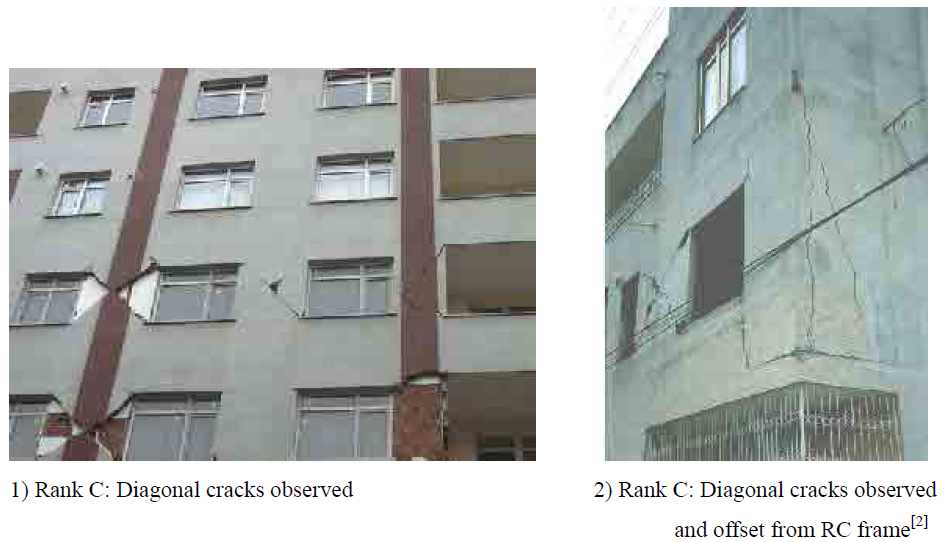 1) Rank C: Diagonal cracks observed
2) Rank C: Diagonal cracks observed
and offset from RC frame[2]